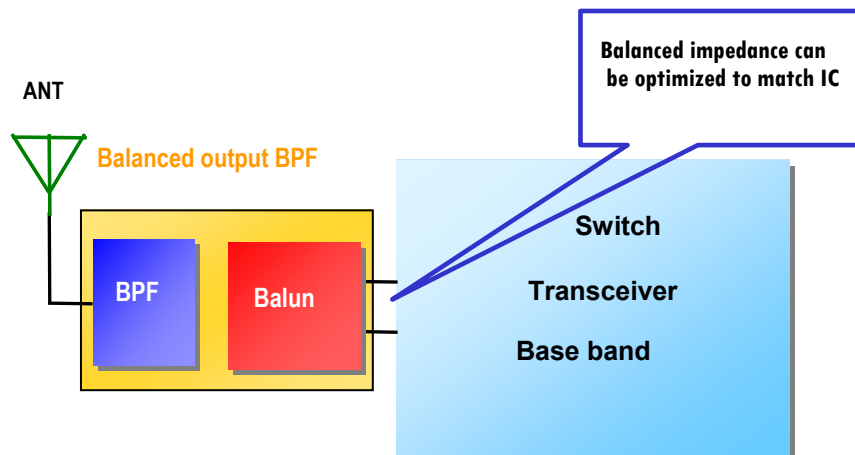 Balanced impedance can
be optimized to match IC
ANT
Balanced output BPF
Switch
BPF
Balun
Transceiver
Base band